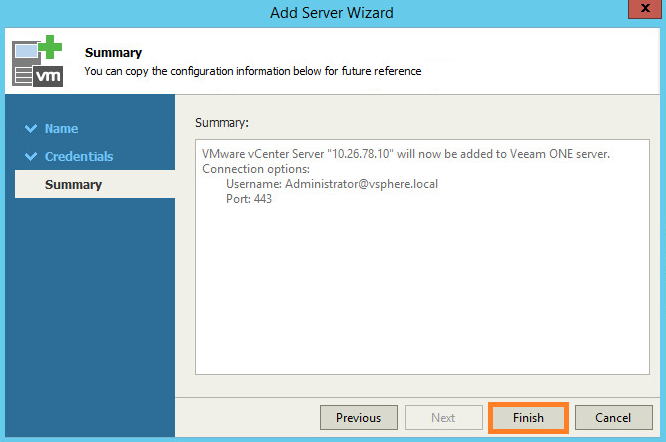 Add Server Wizard
x
vm
Summary
You can copy the configuration information below for future reference
Name
Credentials
Summary
Summary:
VMware vCenter Server "10.26.78.10" will now be added to Veeam ONE server.
Connection options:
Username: Administrator@vsphere.local
Port: 443
Previous
Next
Finish
Cancel